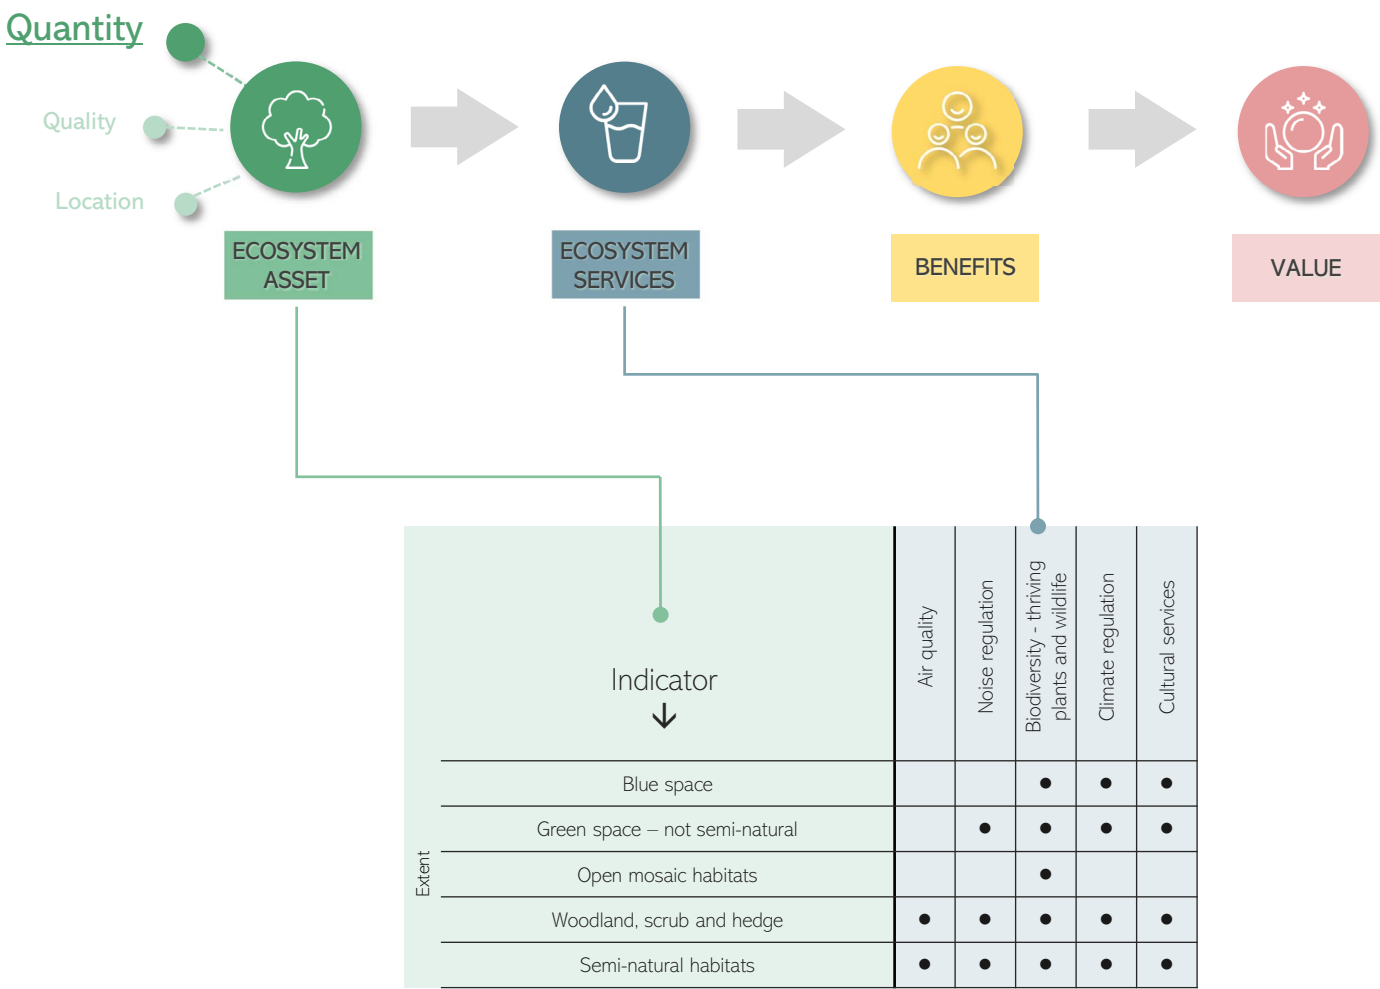 Quantity
Quality
Location
ECOSYSTEM
ASSET
ECOSYSTEM
SERVICES
BENEFITS
VALUE
Indicator
↓
Air quality
Noise regulation
Biodiversity - thriving
plants and wildlife
Climate regulation
Cultural services
Extent
Blue space ● ● ●
Green space – not semi-natural ● ● ● ●
Open mosaic habitats ●
Woodland, scrub and hedge ● ● ● ● ●
Semi-natural habitats ● ● ● ● ●